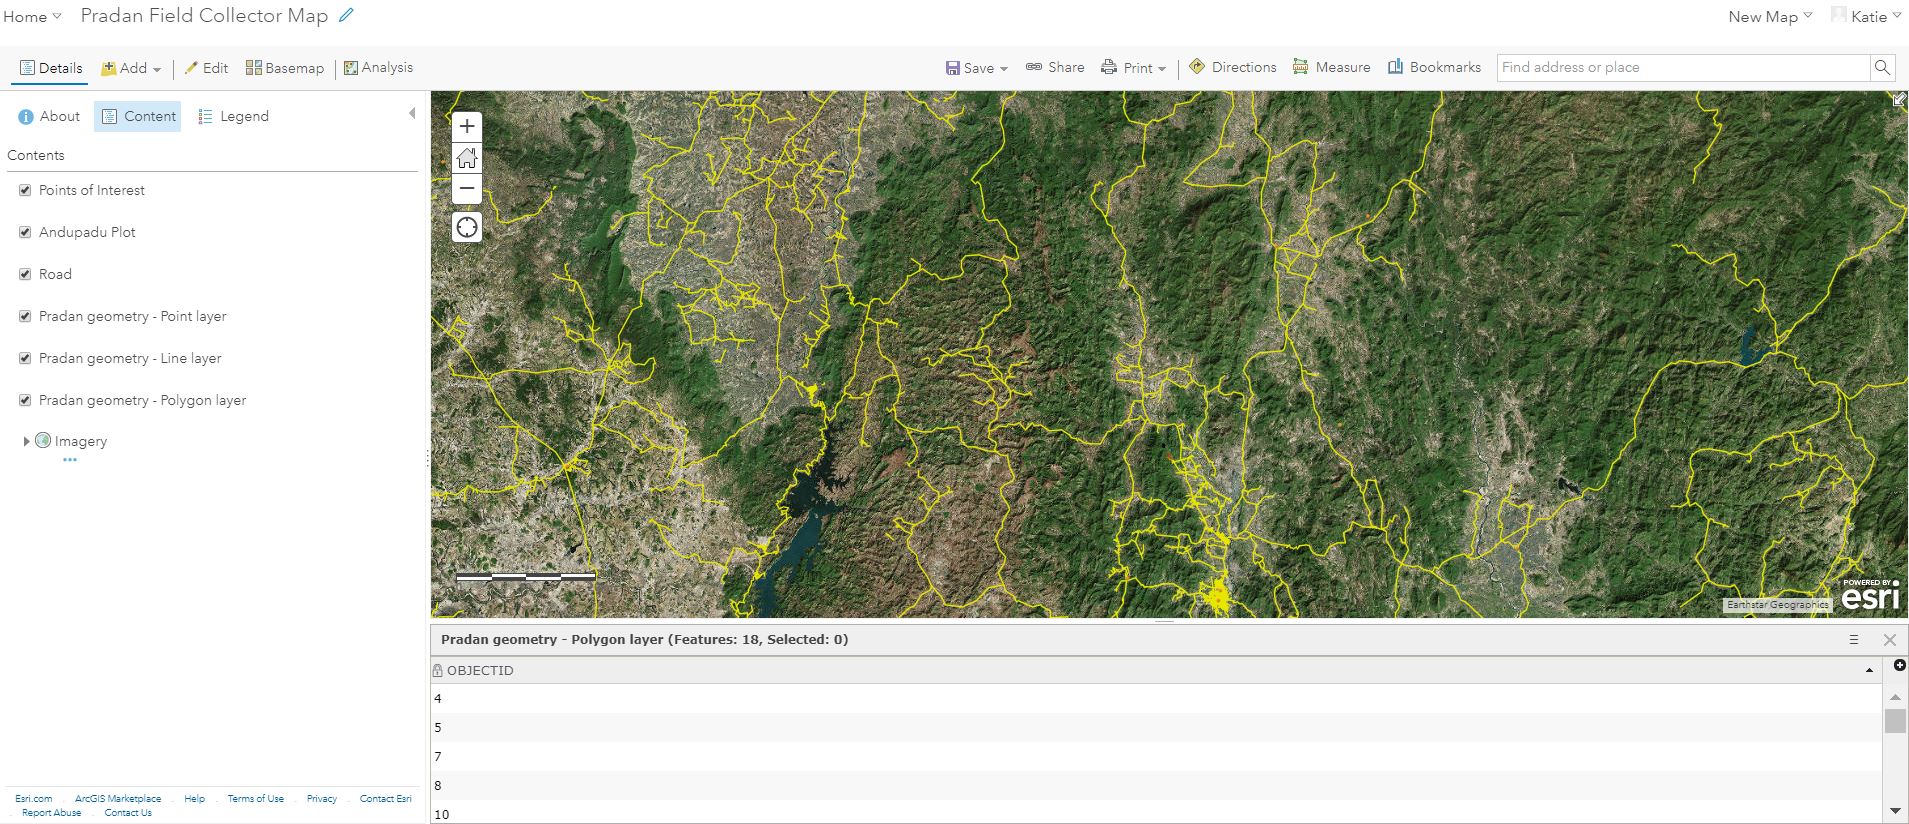 Home Pradan Field Collector Map New Map Katie
Details Add Edit Basemap Analysis Save Share Print Directions Measure Bookmarks Find address or place
About Content Legend
Contents
Points of Interest
Andupadu Plot
Road
Pradan geometry - Point layer
Pradan geometry - Line layer
Pradan geometry - Polygon layer
Imagery
Earthstar Geographics
POWERED BY
esri
Pradan geometry - Polygon layer (Features: 18, Selected: 0)
OBJECTID
4
5
7
8
10
Esri.com . ArcGIS Marketplace . Help . Terms of Use . Privacy . Contact Esri
. Report Abuse . Contact Us